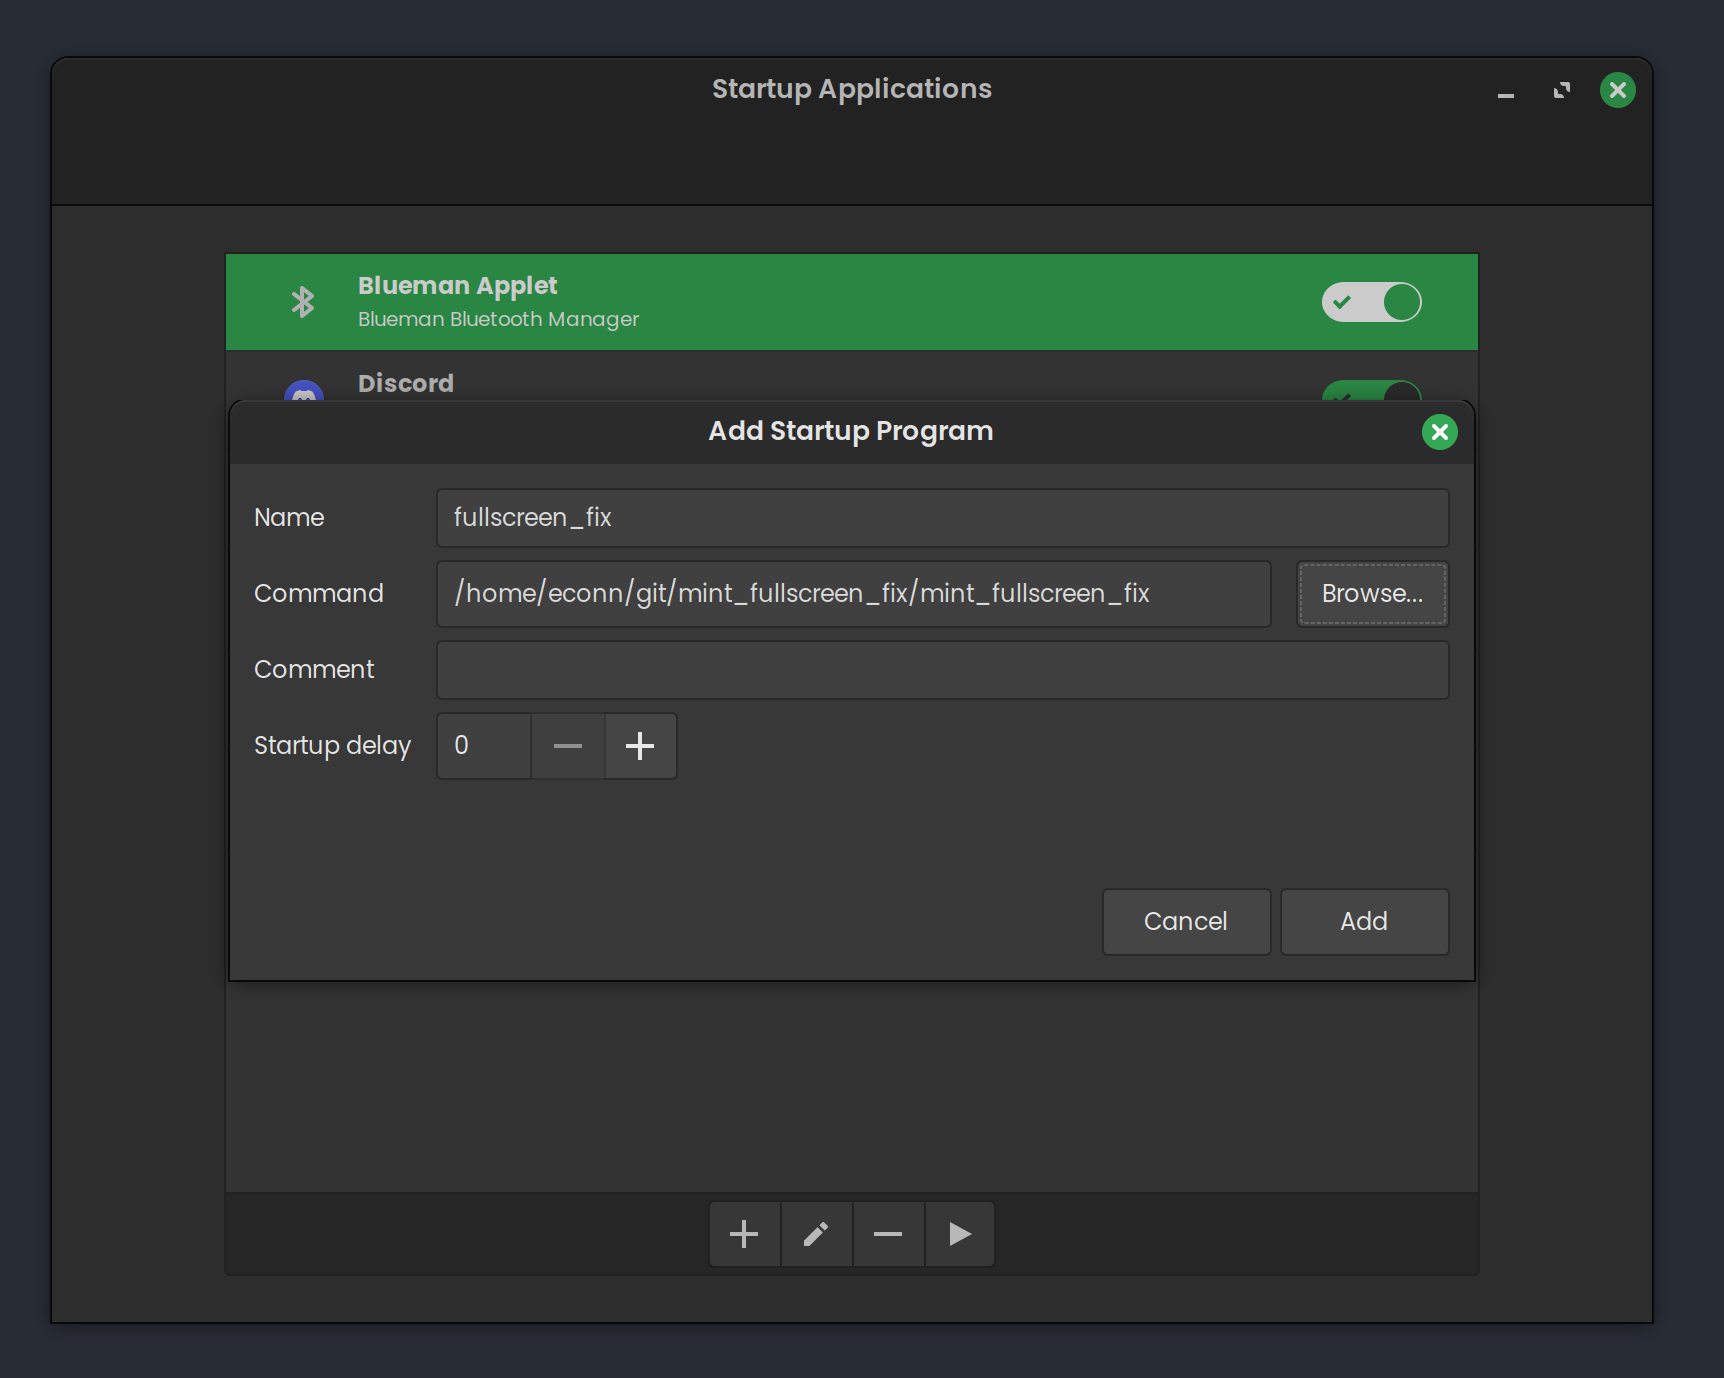 Startup Applications
Blueman Applet
Blueman Bluetooth Manager
Discord
Add Startup Program
Name
fullscreen_fix
Command
/home/econn/git/mint_fullscreen_fix/mint_fullscreen_fix
Browse...
Comment
Startup delay
0
Cancel
Add